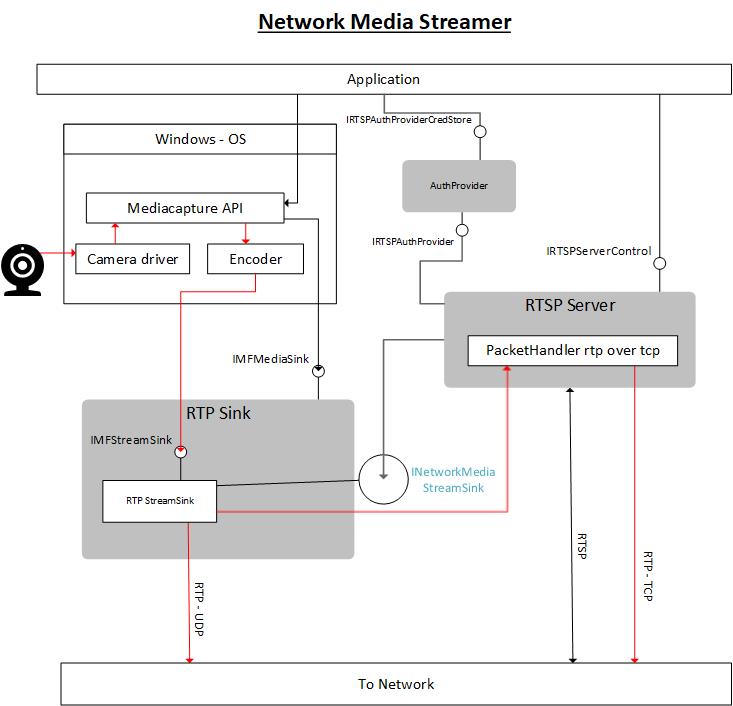 Network Media Streamer
Application
IRTSPAuthProviderCredStore
Windows - OS
AuthProvider
Mediacapture API
IRTSPAuthProvider
IRTSPServerControl
Camera driver
Encoder
RTSP Server
PacketHandler rtp over tcp
IMFMediaSink
RTP Sink
IMFStreamSink
INetworkMedia
StreamSink
RTP StreamSink
RTP - UDP
RTSP
RTP - TCP
To Network